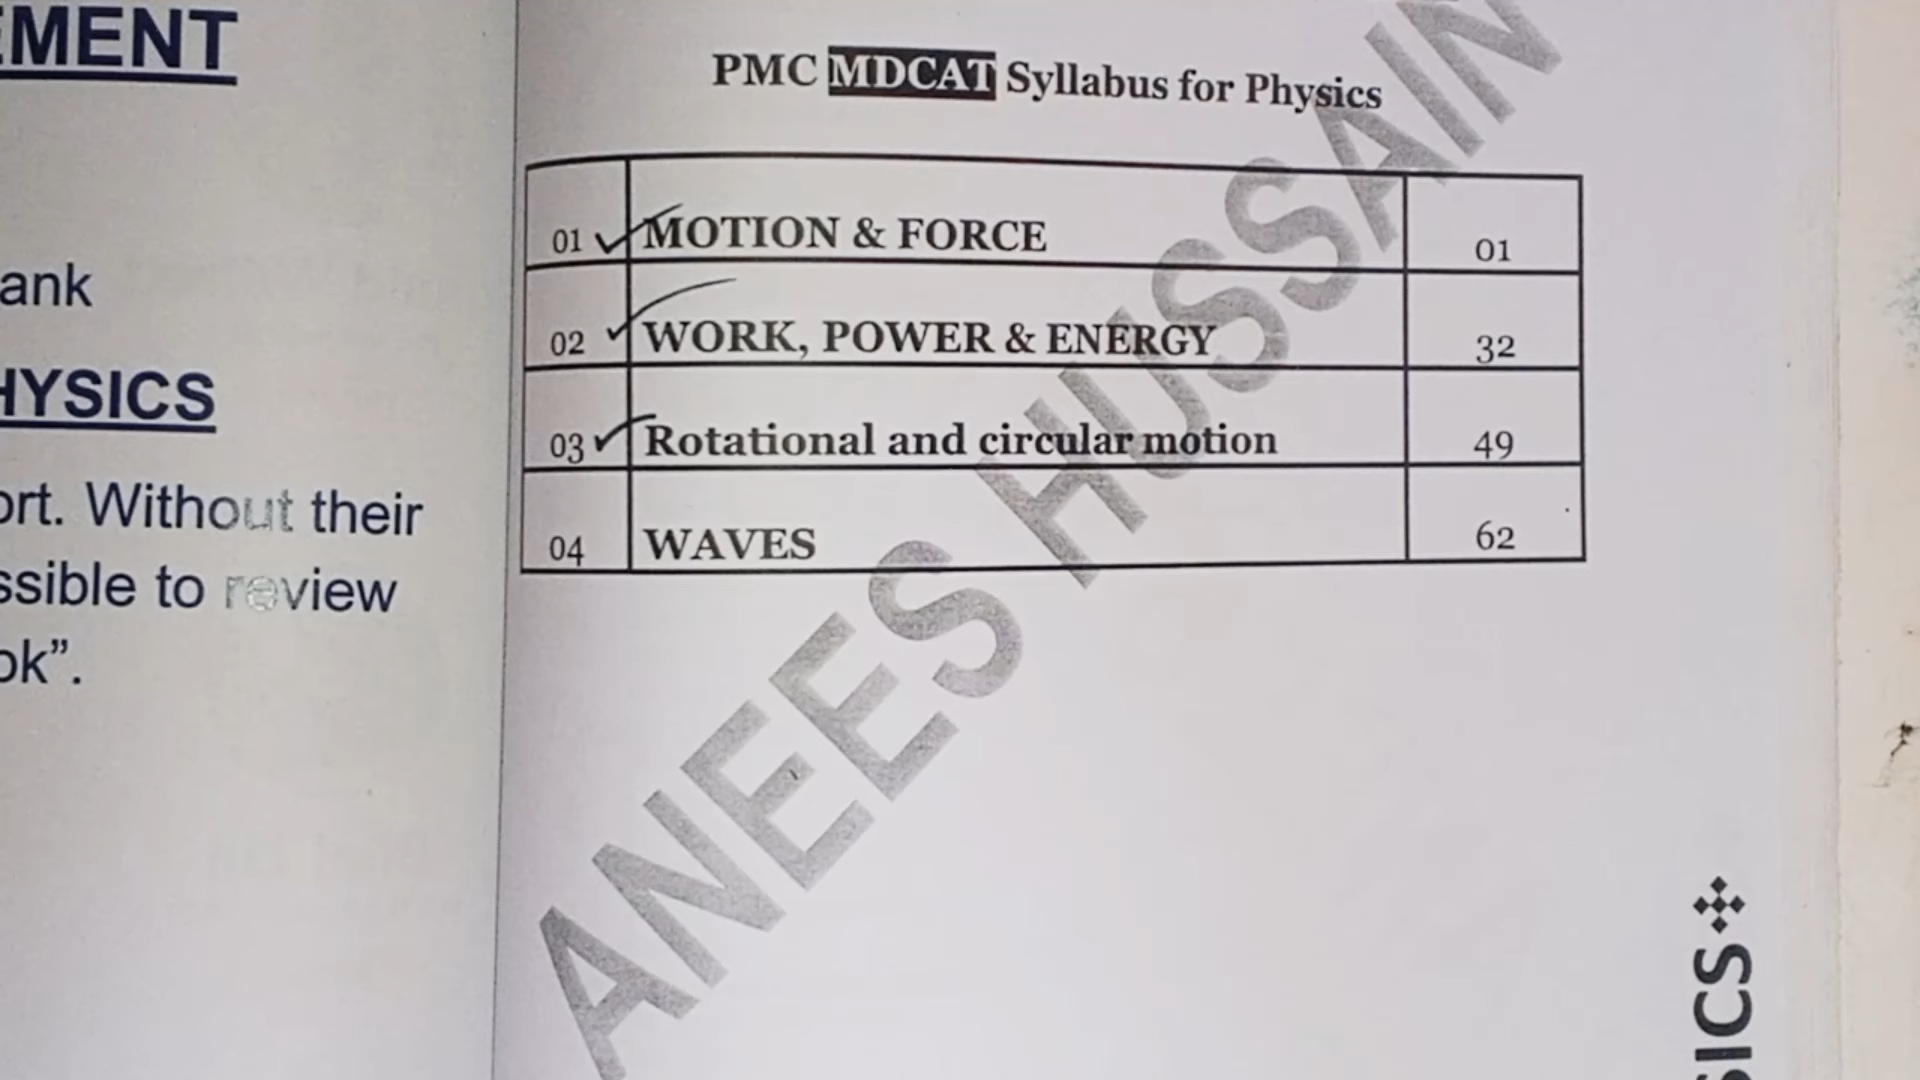 EMENT
ank
HYSICS
ort. Without their
ssible to review
ok”.
PMC MDCAT Syllabus for Physics
01 MOTION & FORCE 01
02 WORK, POWER & ENERGY 32
03 Rotational and circular motion 49
04 WAVES 62
ANEES HUSSAIN
SICS